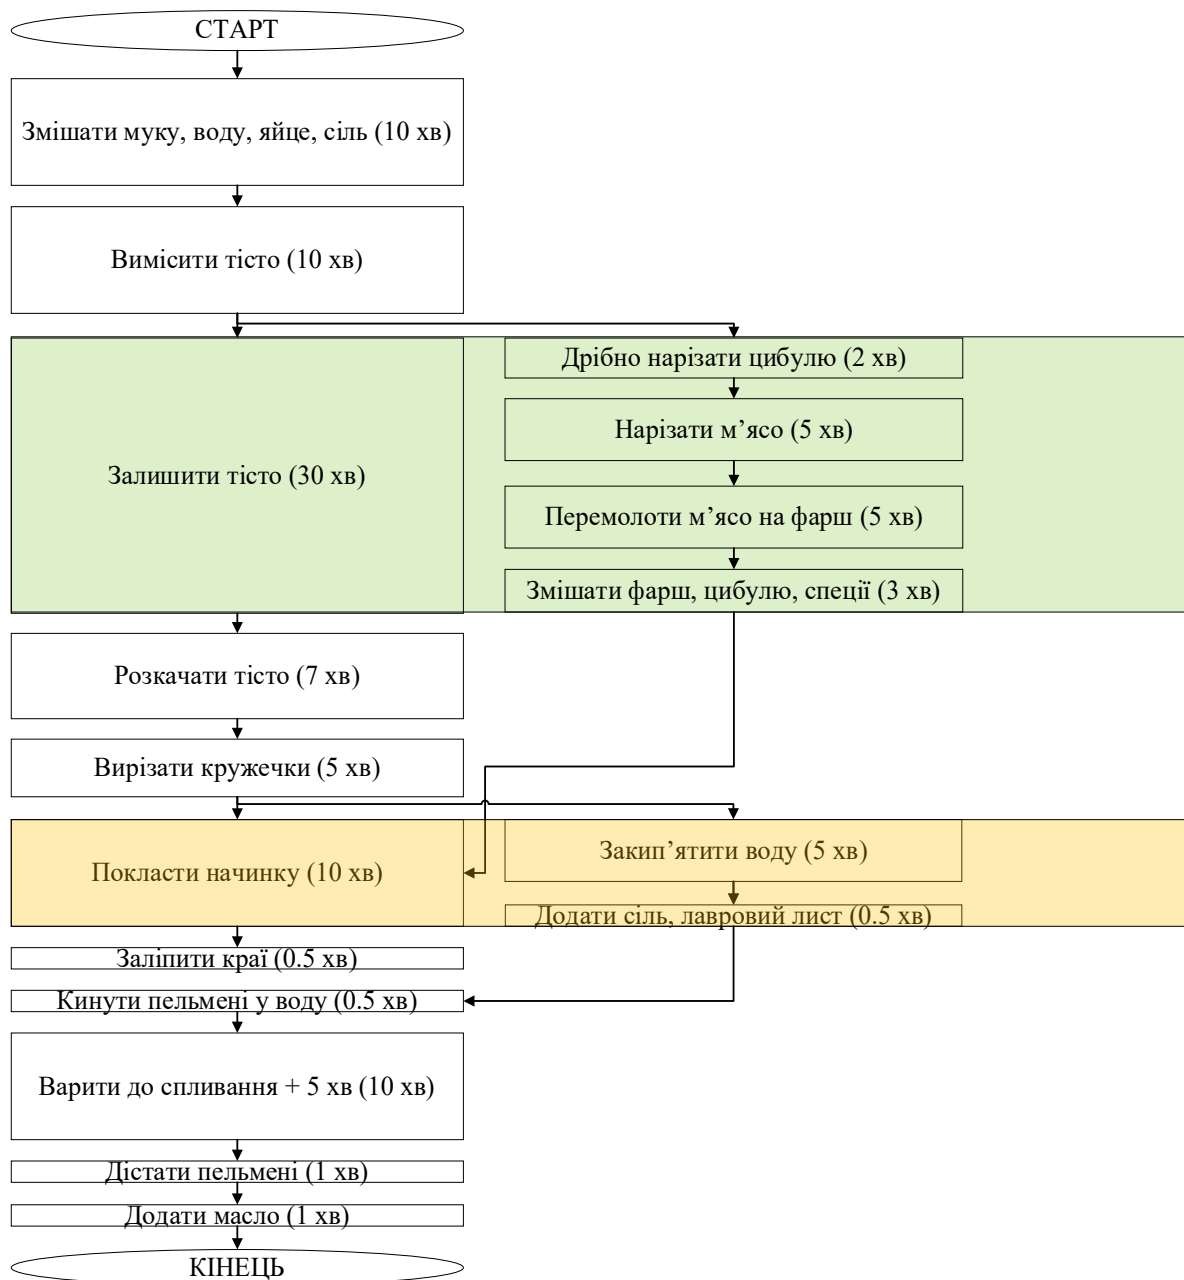 СТАРТ
Змішати муку, воду, яйце, сіль (10 хв)
Вимісити тісто (10 хв)
Залишити тісто (30 хв)
Дрібно нарізати цибулю (2 хв)
Нарізати м’ясо (5 хв)
Перемолоти м’ясо на фарш (5 хв)
Змішати фарш, цибулю, спеції (3 хв)
Розкачати тісто (7 хв)
Вирізати кружечки (5 хв)
Покласти начинку (10 хв)
Закип’ятити воду (5 хв)
Додати сіль, лавровий лист (0.5 хв)
Заліпити краї (0.5 хв)
Кинути пельмені у воду (0.5 хв)
Варити до спливання + 5 хв (10 хв)
Дістати пельмені (1 хв)
Додати масло (1 хв)
КІНЕЦЬ